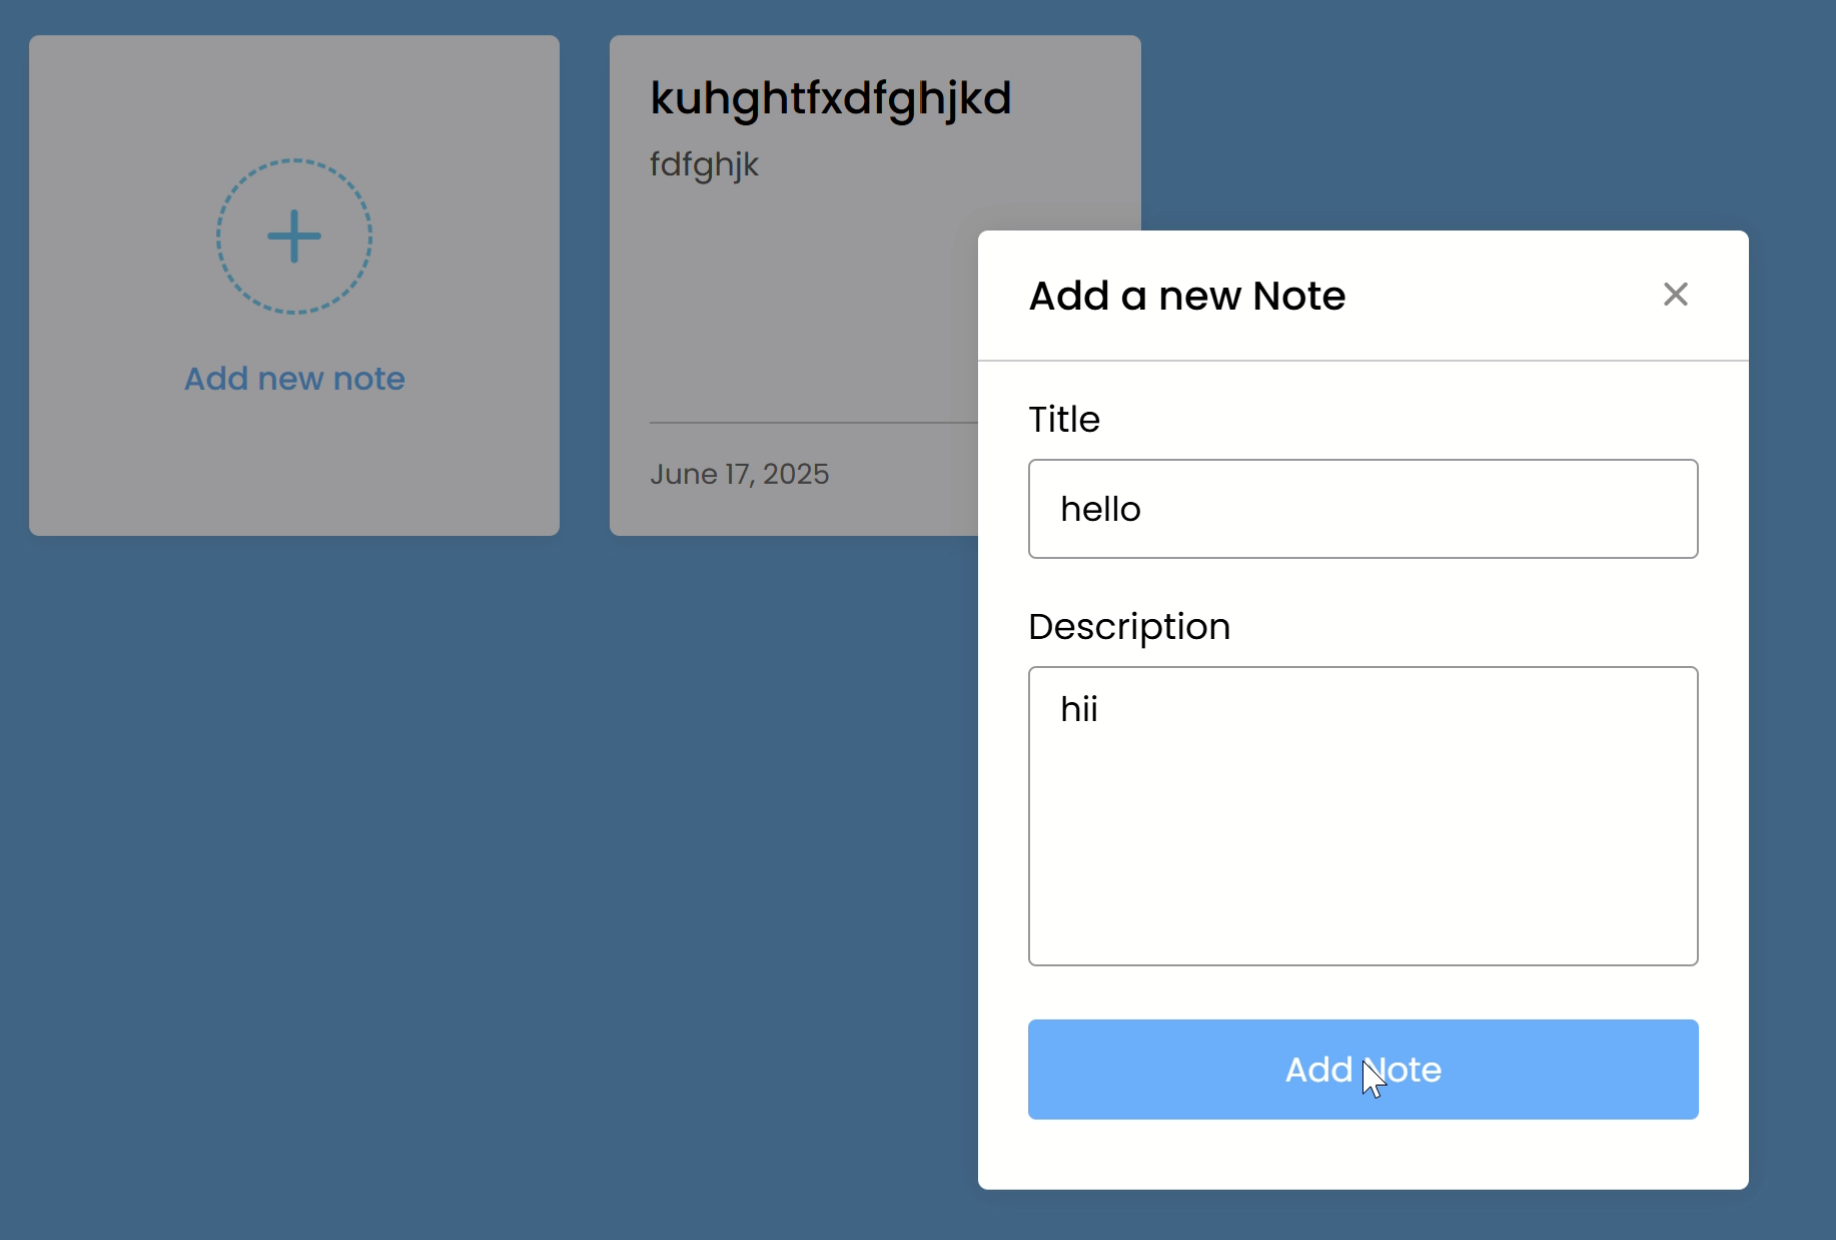 Add new note
kuhghtfxdfghjkd
fdfghjk
June 17, 2025
Add a new Note
Title
hello
Description
hii
Add Note